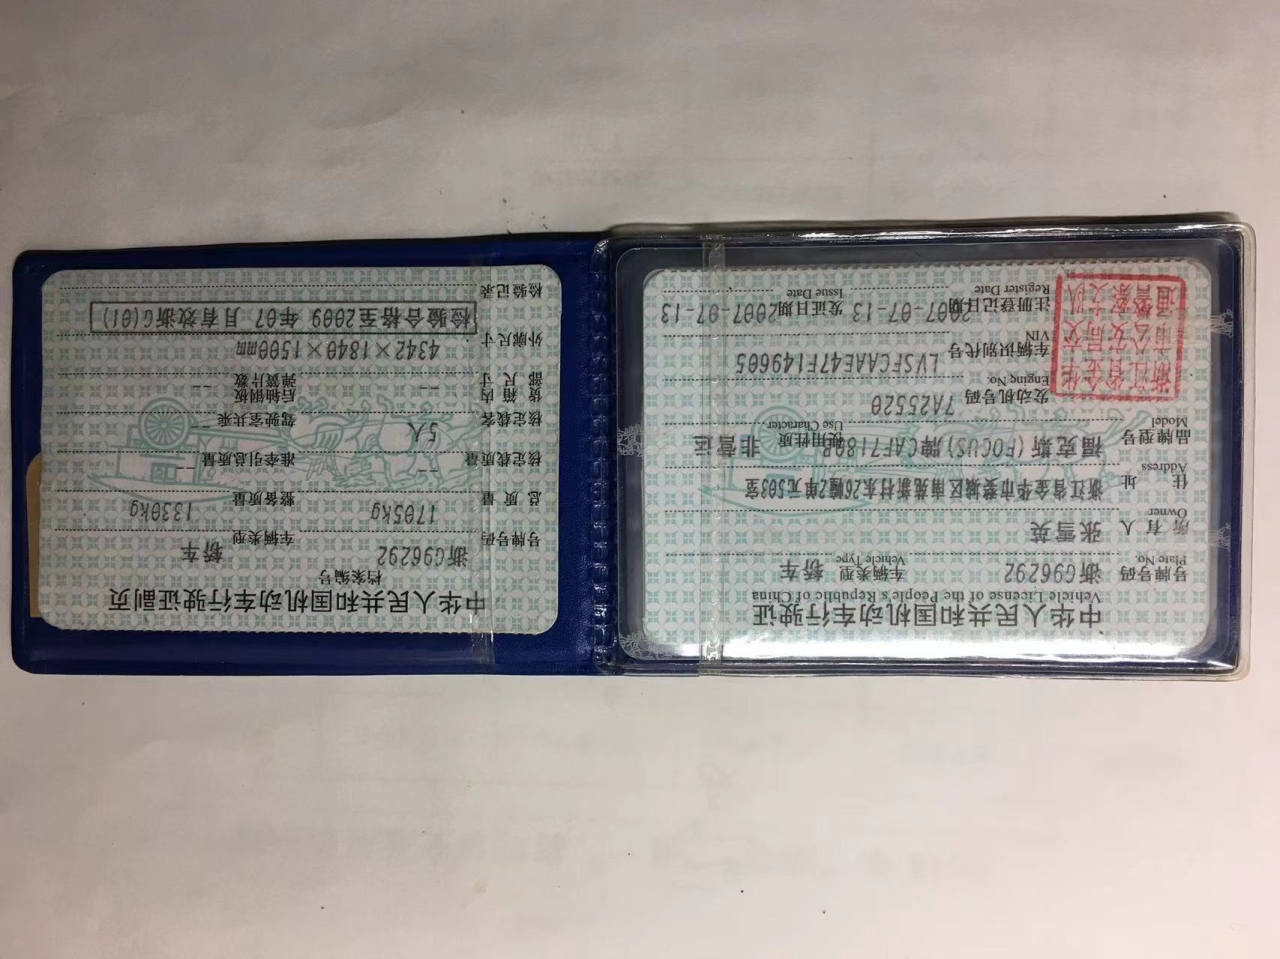 中华人民共和国机动车行驶证
Vehicle License of the People's Republic of China
号牌号码 浙G96292 车辆类型 轿车
Plate No. Vehicle Type
所有人 张雪英
Owner
住址 浙江省金华市婺城区南苑新村东26幢2单元503室
Address
品牌型号 福克斯(FOCUS)牌CAF7180B 使用性质 非营运
Model Use Character
发动机号码 7A25520
Engine No.
车辆识别代号 LVSFCAAE47F149605
VIN
注册登记日期 2007-07-13 发证日期 2007-07-13
Register Date Issue Date
浙江省金华
市公安局交
通警察支队
中华人民共和国机动车行驶证副页
档案编号
号牌号码 浙G96292 车辆类型 轿车
总质量 1705kg 整备质量 1330kg
核定载质量 -- 准牵引总质量 --
核定载客 5人 驾驶室共乘 --
货箱内部尺寸 -- 后轴钢板弹簧片数 --
外廓尺寸 4342×1840×1500mm
检验合格至2009 年07 月有效浙G(01)
检验记录